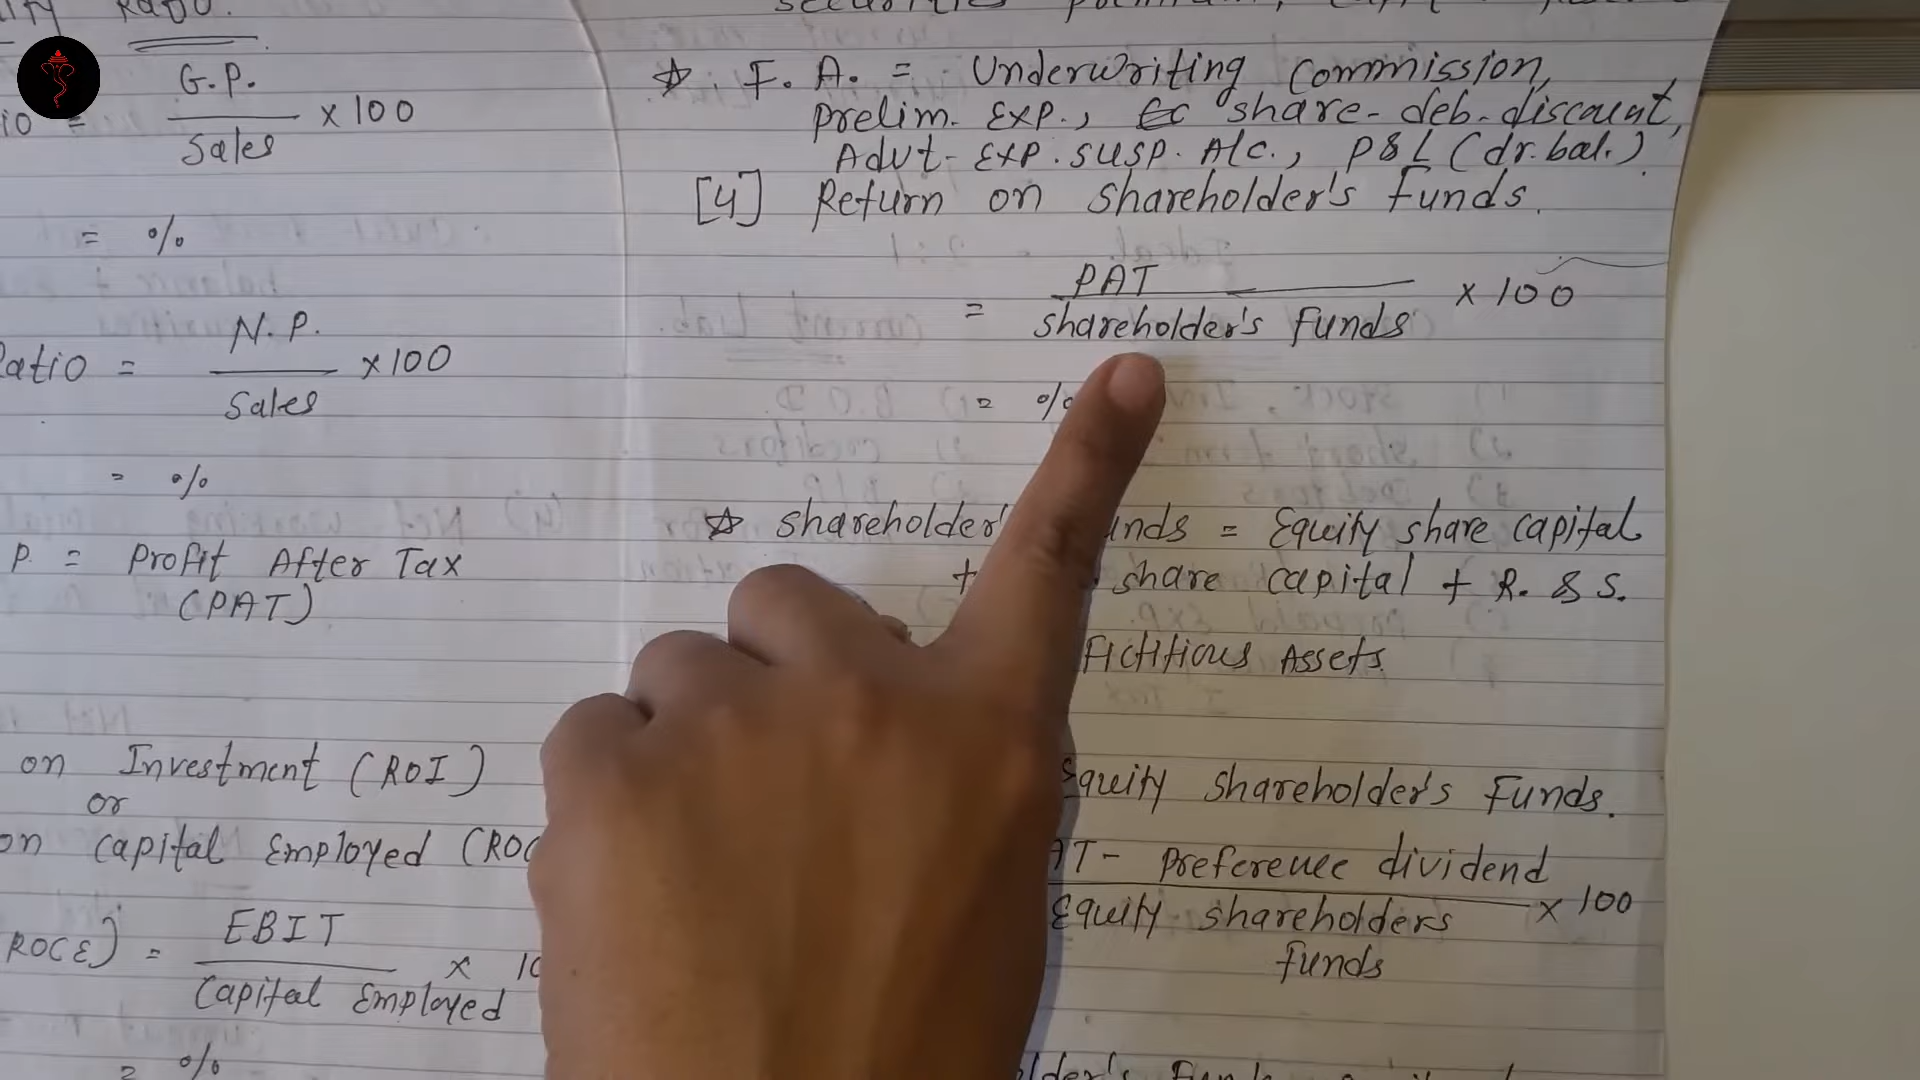 Ratio.
G.P.
= ——— x 100
Sales
= %
N.P.
Ratio = ——— x 100
Sales
= %
P. = Profit After Tax
(PAT)
on Investment (ROI)
or
on Capital Employed (ROC
EBIT
ROCE) = ——— x 10
Capital Employed
= %
☆. F. A. = Underwriting Commission,
Prelim. Exp., share-deb-discount,
Advt-Exp. Susp. A/c., P&L (dr. bal.)
[4] Return on Shareholder's Funds.
PAT
= ——— x 100
Shareholder's Funds
= %
☆ Shareholder' unds = Equity share capital
+ share capital + R. & S.
Fictitious Assets.
Equity Shareholder's Funds.
AT - Preference dividend
——— x 100
Equity shareholders
funds